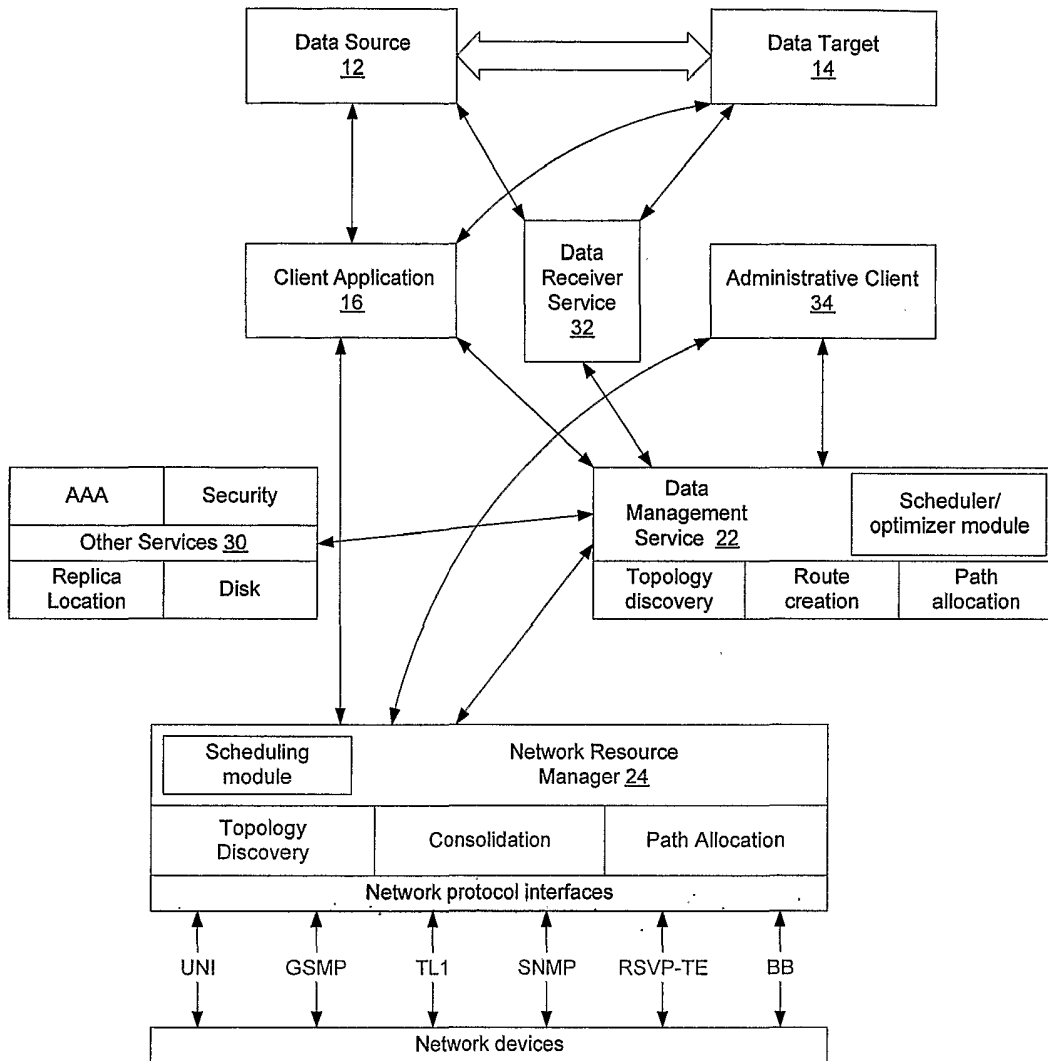 Data Source
12
Data Target
14
Client Application
16
Data
Receiver
Service
32
Administrative Client
34
AAA
Security
Other Services 30
Replica
Location
Disk
Data
Management
Service 22
Scheduler/
optimizer module
Topology
discovery
Route
creation
Path
allocation
Scheduling
module
Network Resource
Manager 24
Topology
Discovery
Consolidation
Path Allocation
Network protocol interfaces
UNI
GSMP
TL1
SNMP
RSVP-TE
BB
Network devices